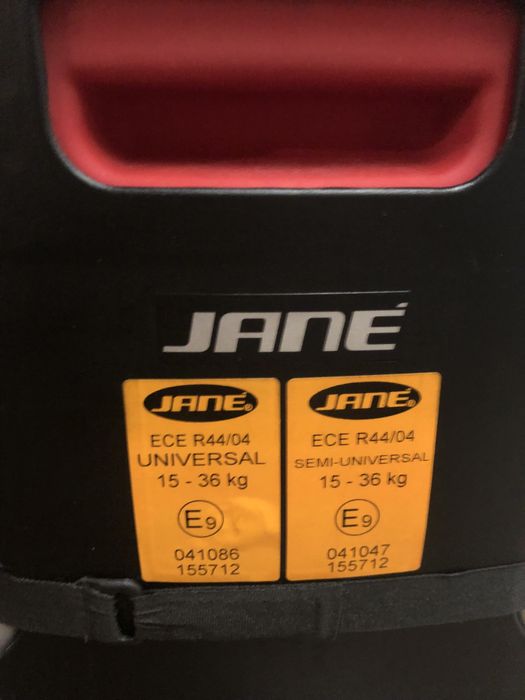 JANÉ
JANÉ®
ECE R44/04
UNIVERSAL
15 - 36 kg
E9
041086
155712
JANÉ®
ECE R44/04
SEMI-UNIVERSAL
15 - 36 kg
E9
041047
155712